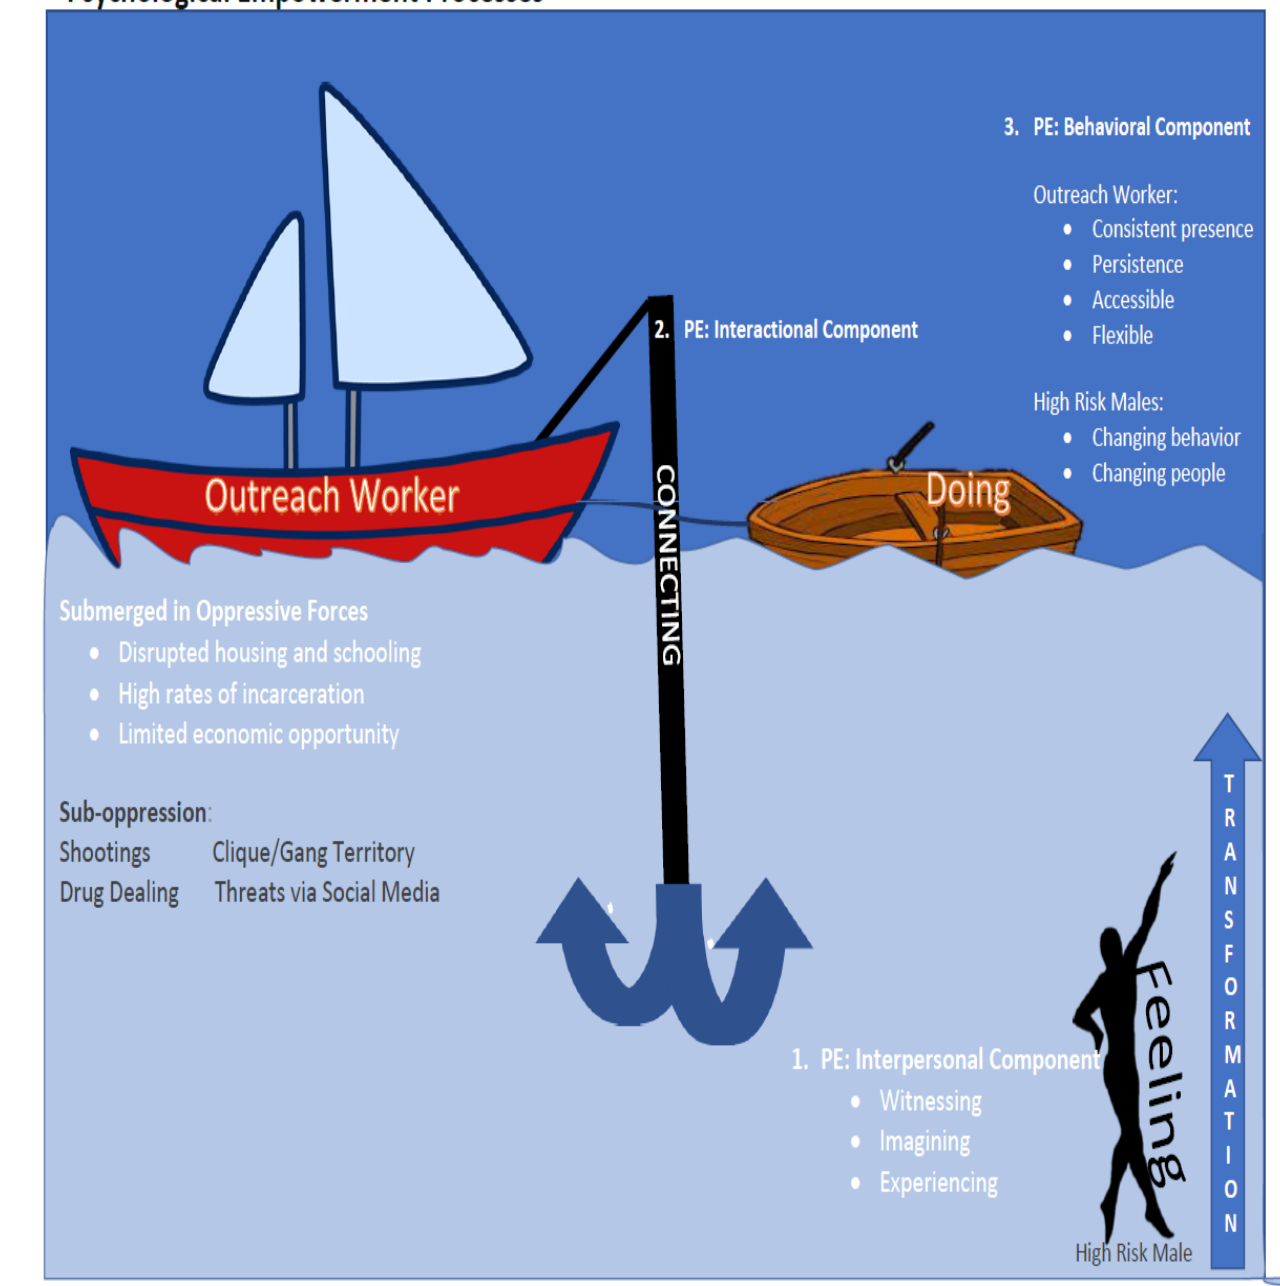 Psychological Empowerment Processes
3. PE: Behavioral Component
Outreach Worker:
• Consistent presence
• Persistence
• Accessible
• Flexible
2. PE: Interactional Component
High Risk Males:
• Changing behavior
• Changing people
Outreach Worker
Doing
CONNECTING
Submerged in Oppressive Forces
• Disrupted housing and schooling
• High rates of incarceration
• Limited economic opportunity
Sub-oppression:
Shootings Clique/Gang Territory
Drug Dealing Threats via Social Media
TRANSFORMATION
Feeling
1. PE: Interpersonal Component
• Witnessing
• Imagining
• Experiencing
High Risk Male